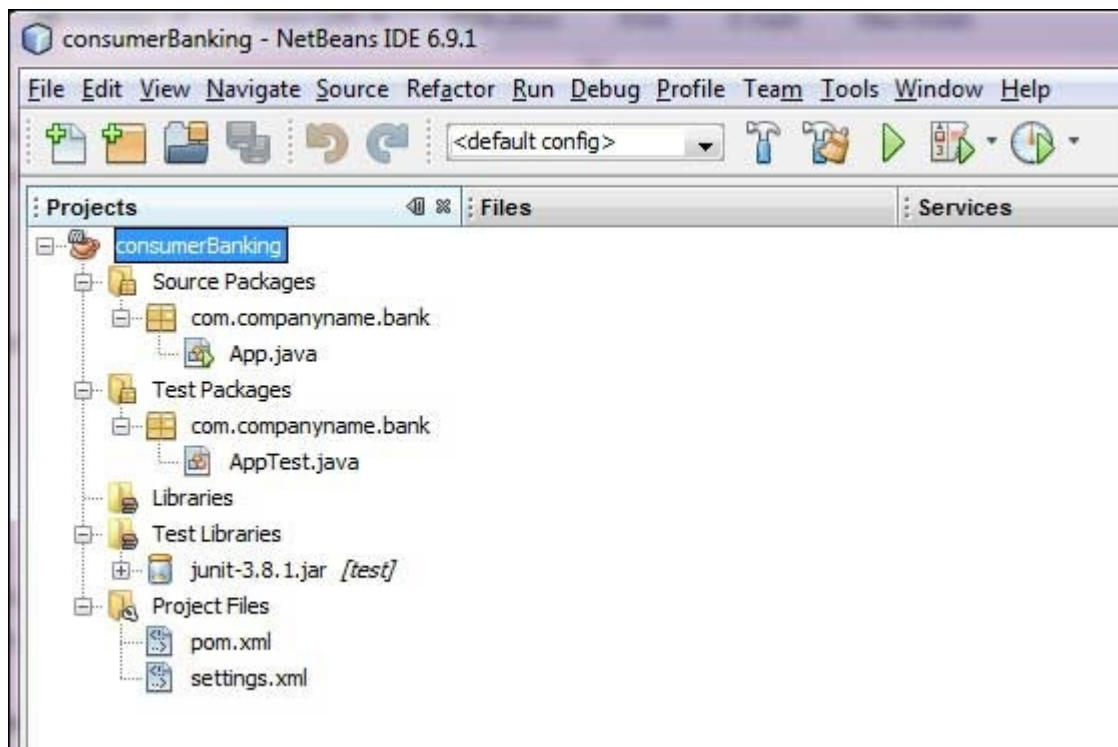 consumerBanking - NetBeans IDE 6.9.1
File Edit View Navigate Source Refactor Run Debug Profile Team Tools Window Help
<default config>
Projects Files Services
consumerBanking
Source Packages
com.companyname.bank
App.java
Test Packages
com.companyname.bank
AppTest.java
Libraries
Test Libraries
junit-3.8.1.jar [test]
Project Files
pom.xml
settings.xml